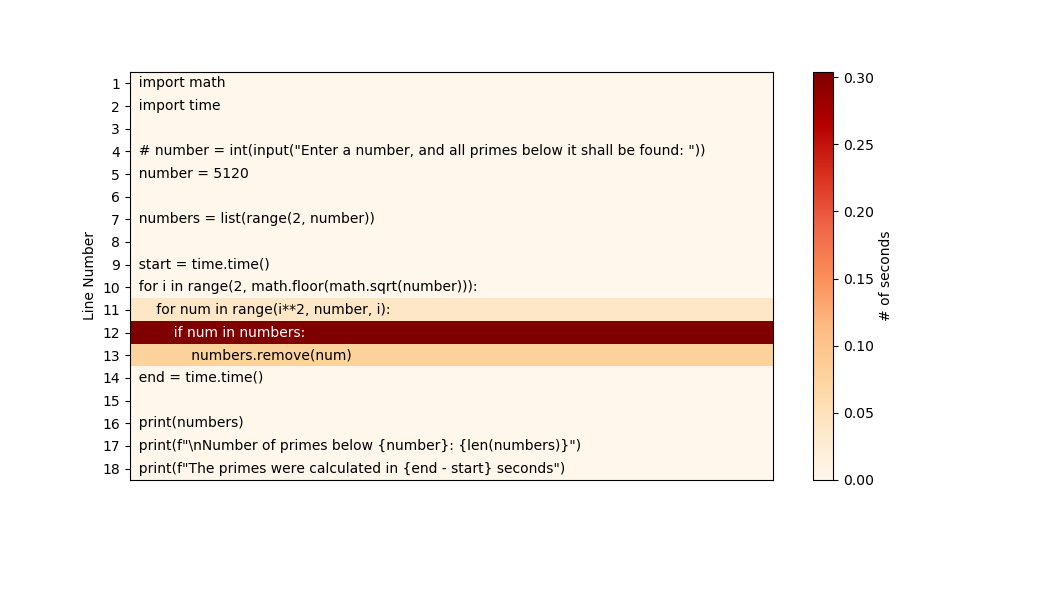 Line Number
1 import math
2 import time
3
4 # number = int(input("Enter a number, and all primes below it shall be found: "))
5 number = 5120
6
7 numbers = list(range(2, number))
8
9 start = time.time()
10 for i in range(2, math.floor(math.sqrt(number))):
11     for num in range(i**2, number, i):
12         if num in numbers:
13             numbers.remove(num)
14 end = time.time()
15
16 print(numbers)
17 print(f"\nNumber of primes below {number}: {len(numbers)}")
18 print(f"The primes were calculated in {end - start} seconds")
0.30
0.25
0.20
0.15
0.10
0.05
0.00
# of seconds